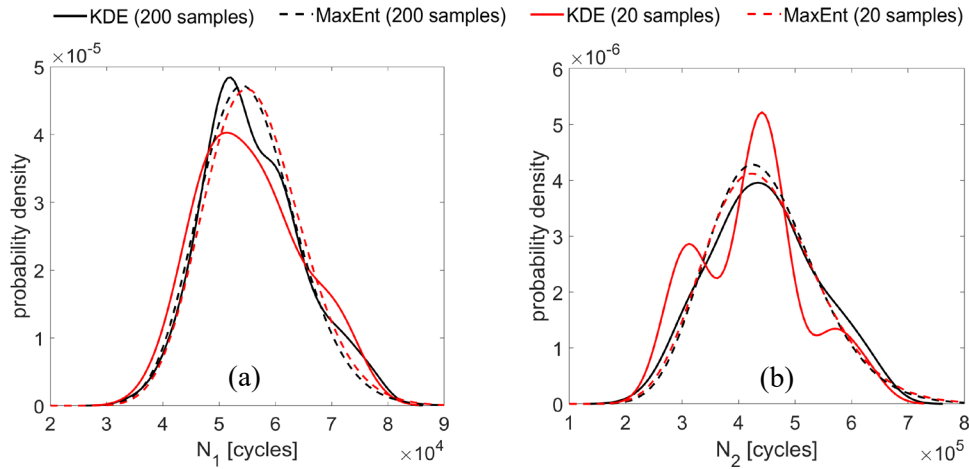 KDE (200 samples) MaxEnt (200 samples) KDE (20 samples) MaxEnt (20 samples)
×10⁻⁵
5
4
3
2
1
0
probability density
(a)
2 3 4 5 6 7 8 9
N₁ [cycles] ×10⁴
×10⁻⁶
6
5
4
3
2
1
0
probability density
(b)
1 2 3 4 5 6 7 8
N₂ [cycles] ×10⁵